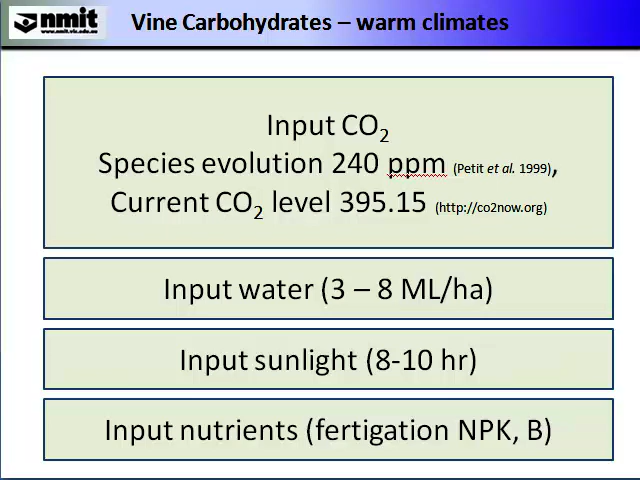 nmit
www.nmit.vic.edu.au
Vine Carbohydrates – warm climates
Input CO₂
Species evolution 240 ppm (Petit et al. 1999),
Current CO₂ level 395.15 (http://co2now.org)
Input water (3 – 8 ML/ha)
Input sunlight (8-10 hr)
Input nutrients (fertigation NPK, B)